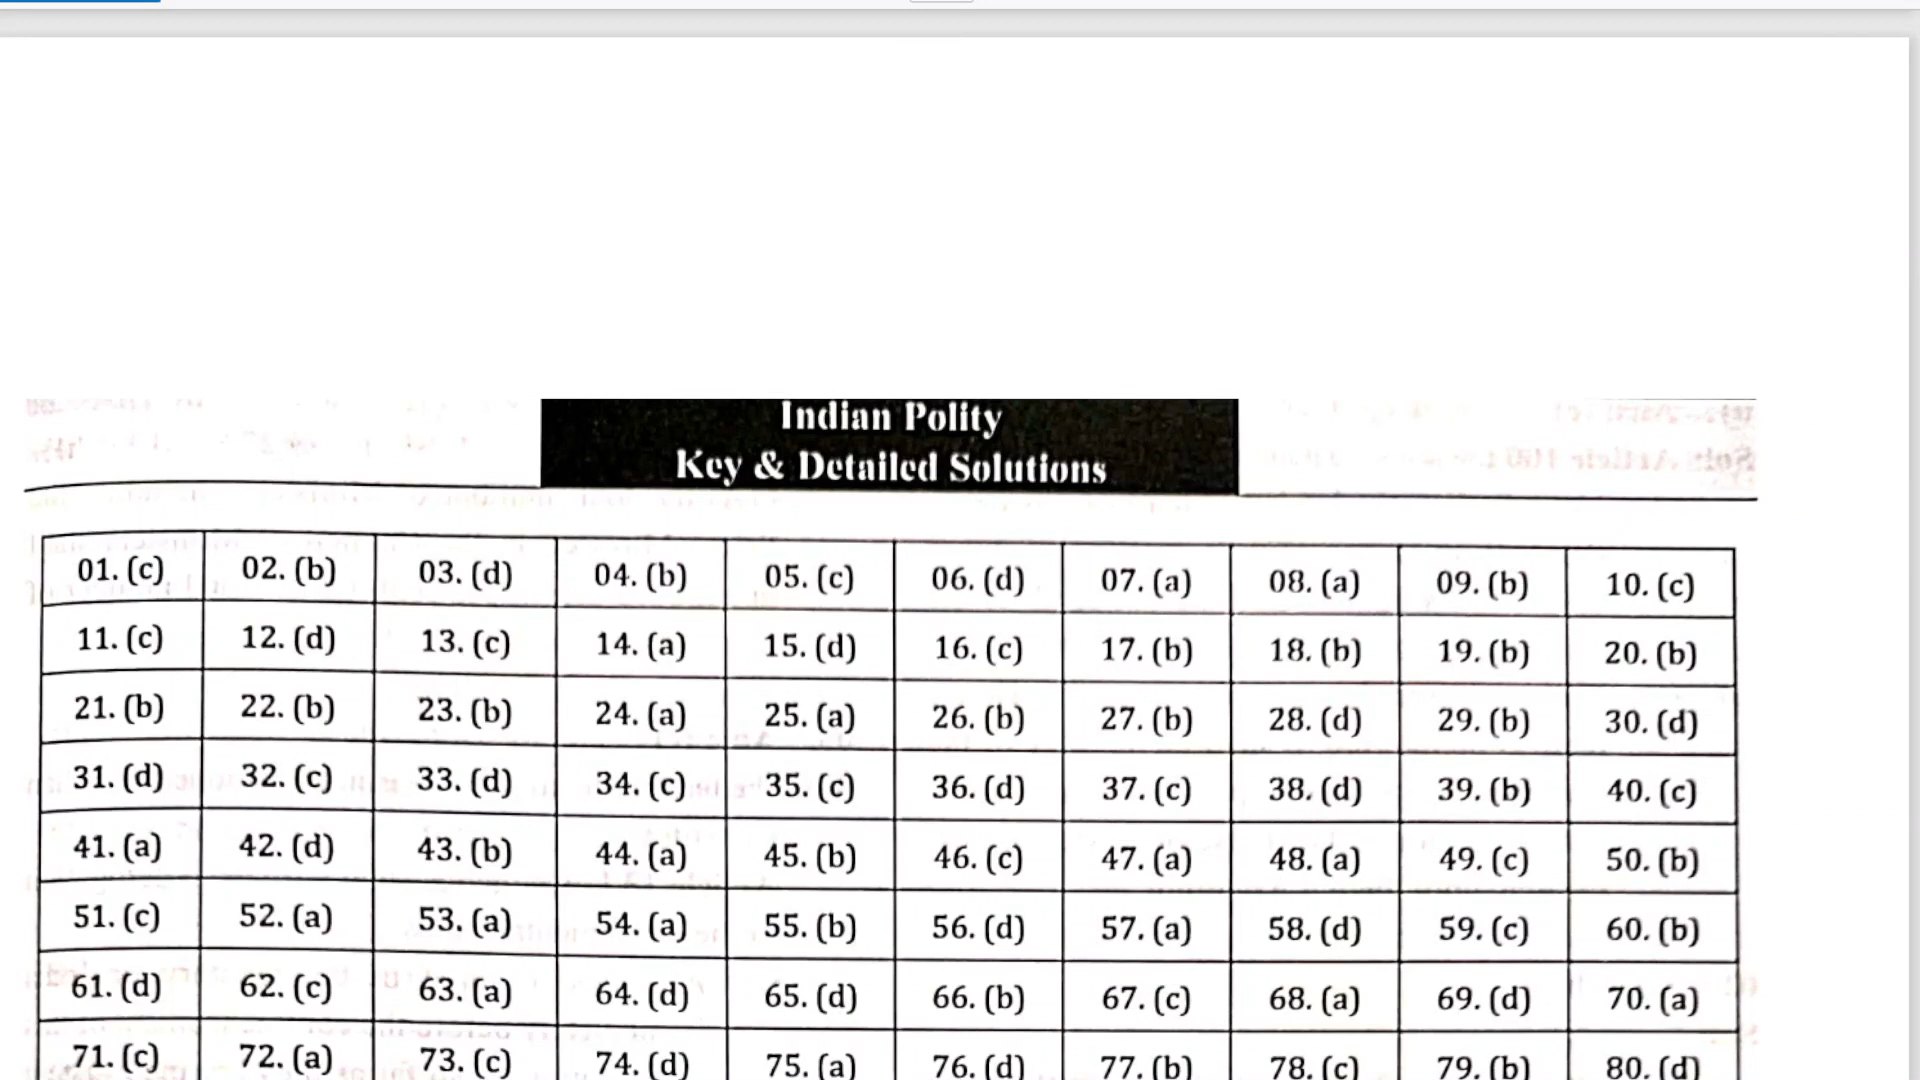 Indian Polity
Key & Detailed Solutions
01. (c) 02. (b) 03. (d) 04. (b) 05. (c) 06. (d) 07. (a) 08. (a) 09. (b) 10. (c)
11. (c) 12. (d) 13. (c) 14. (a) 15. (d) 16. (c) 17. (b) 18. (b) 19. (b) 20. (b)
21. (b) 22. (b) 23. (b) 24. (a) 25. (a) 26. (b) 27. (b) 28. (d) 29. (b) 30. (d)
31. (d) 32. (c) 33. (d) 34. (c) 35. (c) 36. (d) 37. (c) 38. (d) 39. (b) 40. (c)
41. (a) 42. (d) 43. (b) 44. (a) 45. (b) 46. (c) 47. (a) 48. (a) 49. (c) 50. (b)
51. (c) 52. (a) 53. (a) 54. (a) 55. (b) 56. (d) 57. (a) 58. (d) 59. (c) 60. (b)
61. (d) 62. (c) 63. (a) 64. (d) 65. (d) 66. (b) 67. (c) 68. (a) 69. (d) 70. (a)
71. (c) 72. (a) 73. (c) 74. (d) 75. (a) 76. (d) 77. (b) 78. (c) 79. (b) 80. (d)